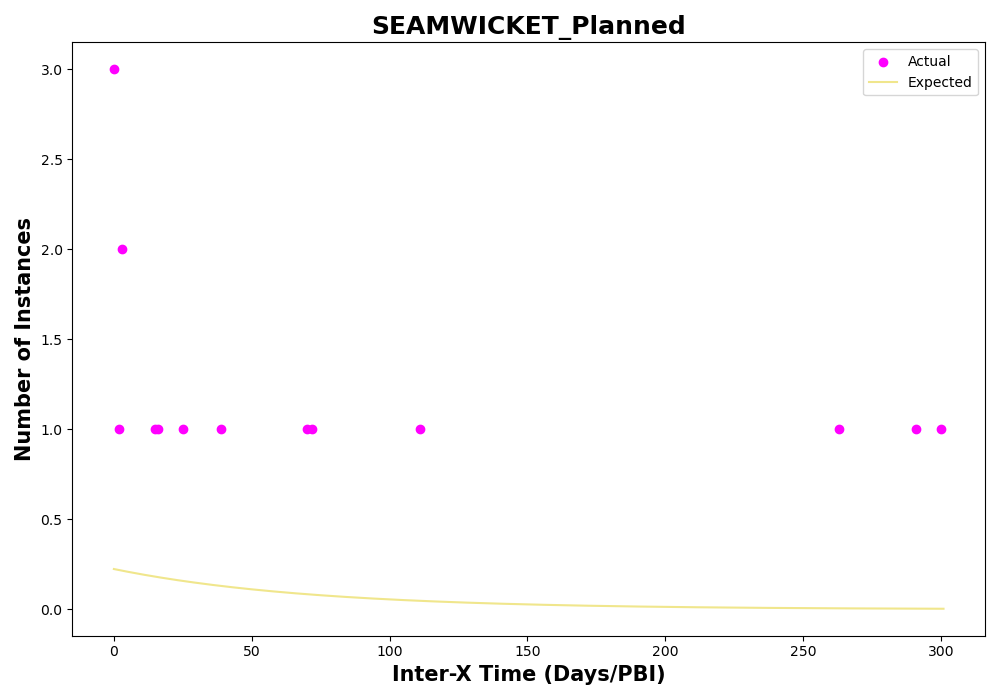 SEAMWICKET_Planned
Actual
Expected
Number of Instances
3.0
2.5
2.0
1.5
1.0
0.5
0.0
0 50 100 150 200 250 300
Inter-X Time (Days/PBI)